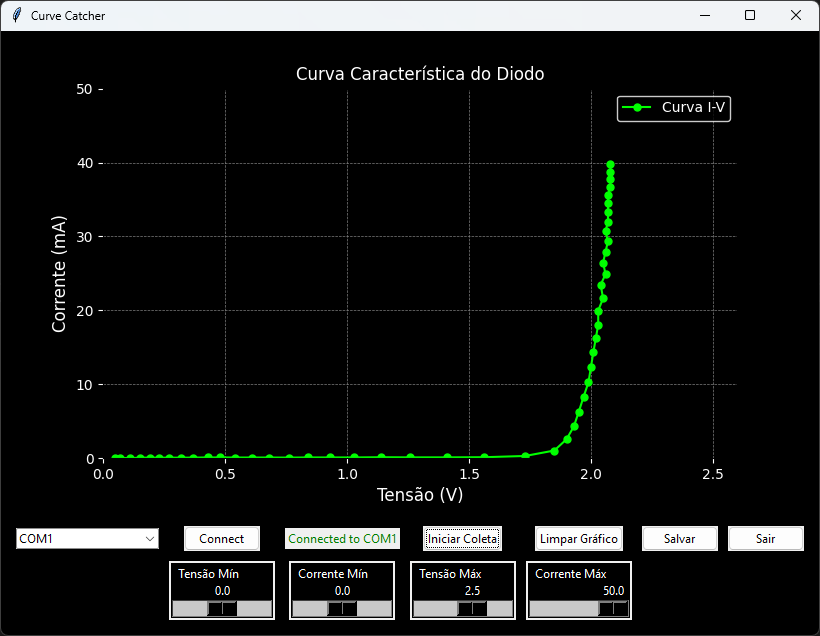 Curve Catcher
Curva Característica do Diodo
50
Curva I-V
40
30
20
10
0
Corrente (mA)
0.0 0.5 1.0 1.5 2.0 2.5
Tensão (V)
COM1 Connect Connected to COM1 Iniciar Coleta Limpar Gráfico Salvar Sair
Tensão Mín Corrente Mín Tensão Máx Corrente Máx
0.0 0.0 2.5 50.0